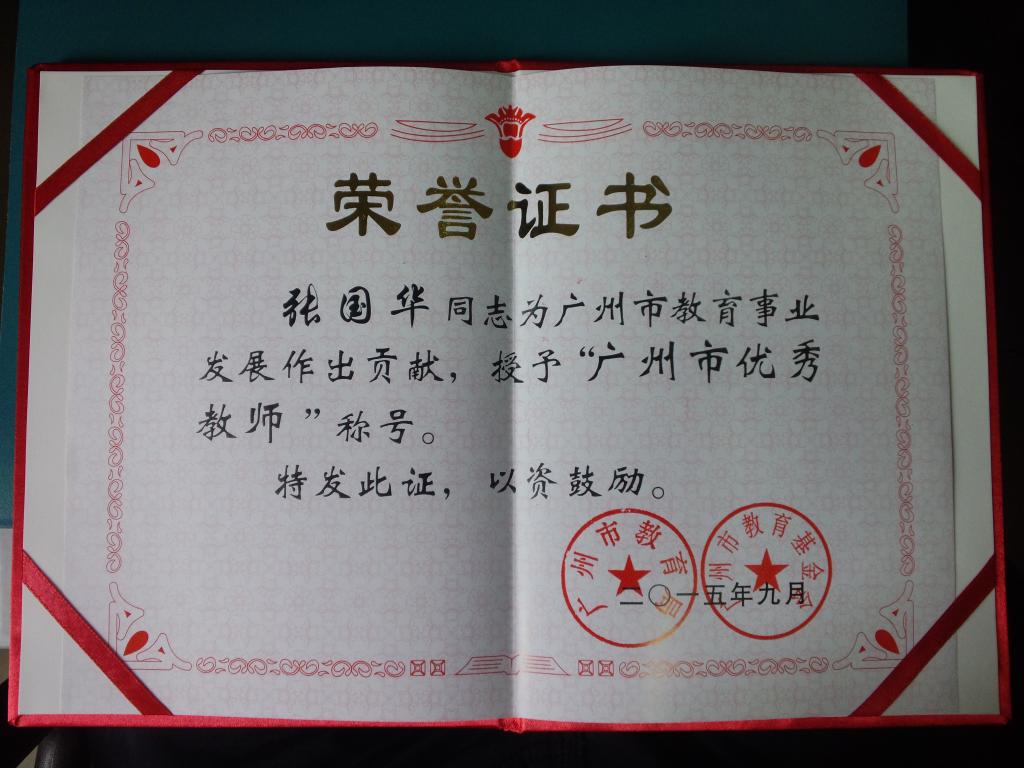 荣誉证书
张国华同志为广州市教育事业
发展作出贡献，授予“广州市优秀
教师”称号。
特发此证，以资鼓励。
广州市教育局
广州市教育基金会
二〇一五年九月